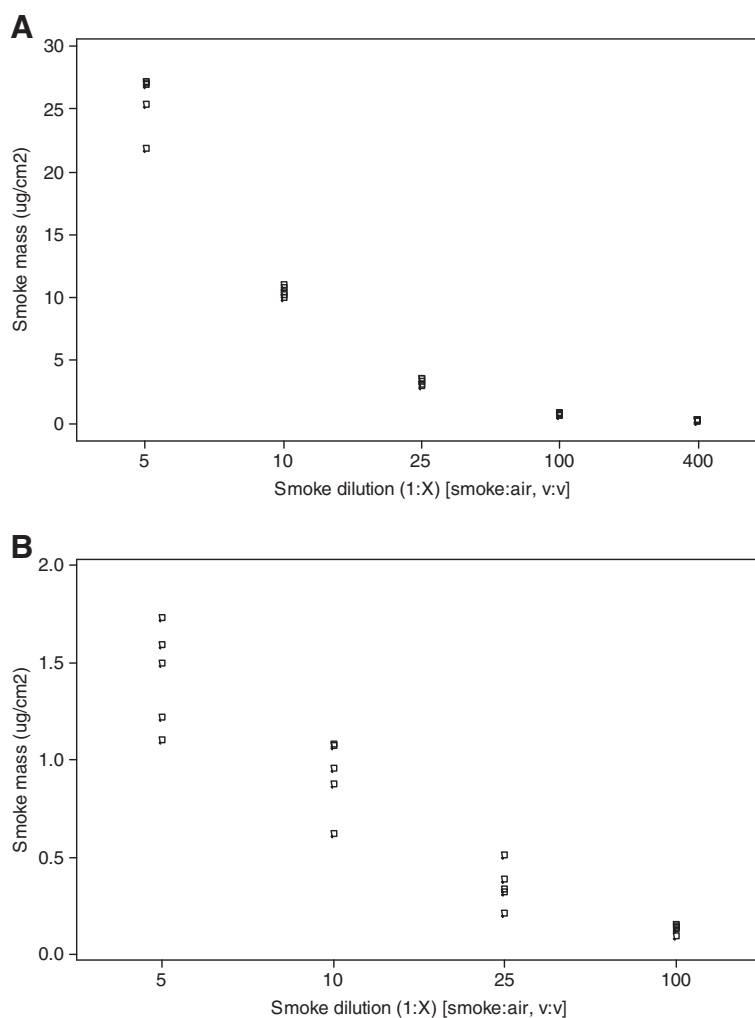 A
30
25
20
15
10
5
0
Smoke mass (ug/cm2)
5 10 25 100 400
Smoke dilution (1:X) [smoke:air, v:v]
B
2.0
1.5
1.0
0.5
0.0
Smoke mass (ug/cm2)
5 10 25 100
Smoke dilution (1:X) [smoke:air, v:v]